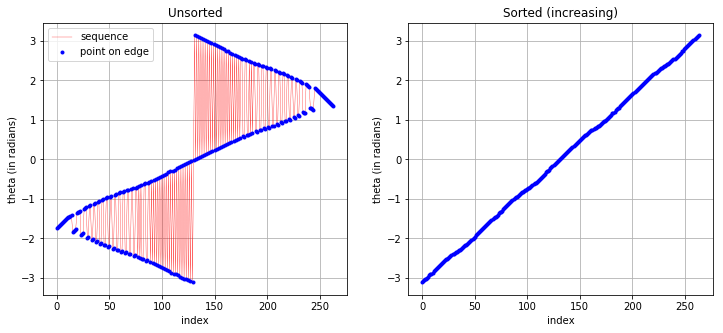 Unsorted
sequence
point on edge
theta (in radians)
3
2
1
0
−1
−2
−3
0 50 100 150 200 250
index
Sorted (increasing)
theta (in radians)
3
2
1
0
−1
−2
−3
0 50 100 150 200 250
index